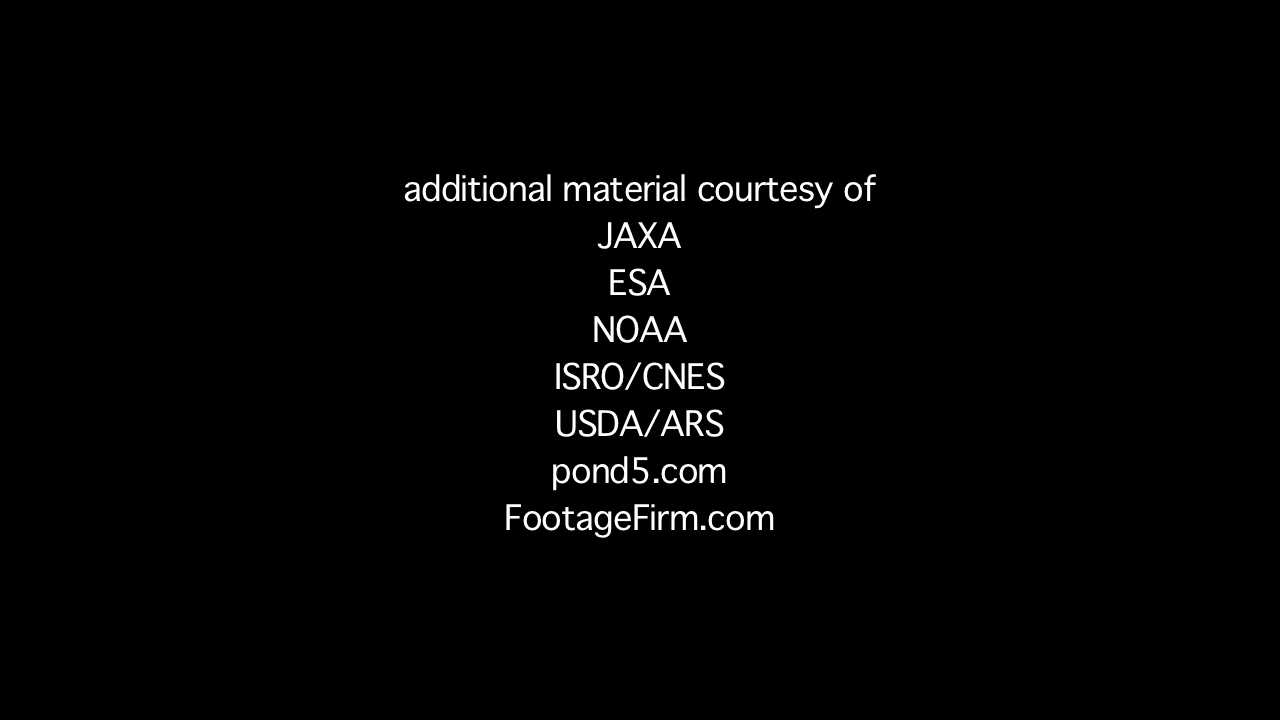 additional material courtesy of
JAXA
ESA
NOAA
ISRO/CNES
USDA/ARS
pond5.com
FootageFirm.com